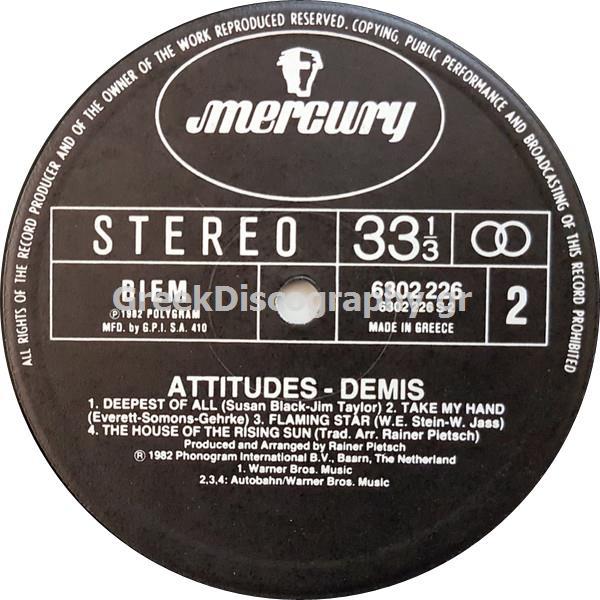 ALL RIGHTS OF THE RECORD PRODUCER AND OF THE OWNER OF THE WORK REPRODUCED RESERVED. COPYING, PUBLIC PERFORMANCE AND BROADCASTING OF THIS RECORD PROHIBITED
mercury
STEREO 33 1/3
BIEM 6302 226 2
GreekDiscography.gr
℗ 1982 POLYGRAM
MFD. by G.P.I. S.A. 410 MADE IN GREECE
ATTITUDES - DEMIS
1. DEEPEST OF ALL (Susan Black-Jim Taylor) 2. TAKE MY HAND
(Everett-Somons-Gehrke) 3. FLAMING STAR (W.E. Stein-W. Jass)
4. THE HOUSE OF THE RISING SUN (Trad. Arr. Rainer Pietsch)
Produced and Arranged by Rainer Pietsch
℗ 1982 Phonogram International B.V., Baarn, The Netherland
1. Warner Bros. Music
2,3,4: Autobahn/Warner Bros. Music